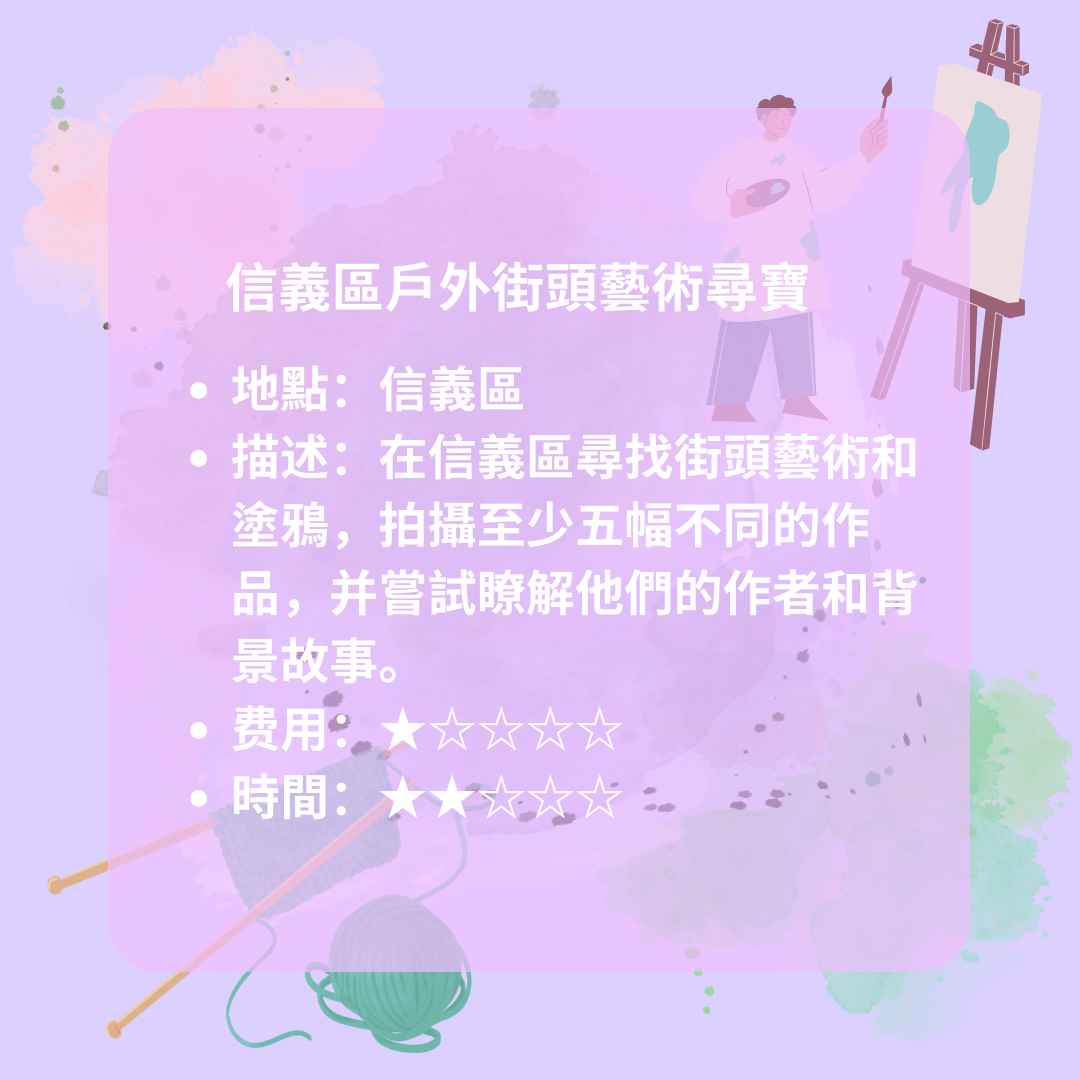 信義區戶外街頭藝術尋寶
• 地點：信義區
• 描述：在信義區尋找街頭藝術和
塗鴉，拍攝至少五幅不同的作
品，并嘗試瞭解他們的作者和背
景故事。
• 费用：★☆☆☆☆
• 時間：★★☆☆☆